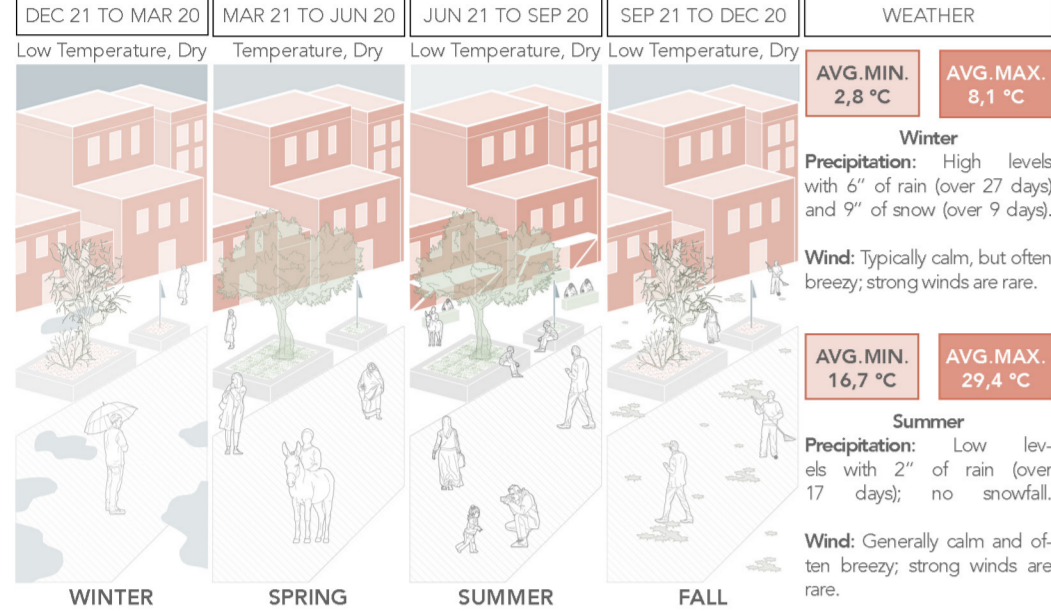 DEC 21 TO MAR 20
MAR 21 TO JUN 20
JUN 21 TO SEP 20
SEP 21 TO DEC 20
WEATHER
Low Temperature, Dry
Temperature, Dry
Low Temperature, Dry
Low Temperature, Dry
AVG.MIN.
2,8 °C
AVG.MAX.
8,1 °C
Winter
Precipitation: High levels
with 6" of rain (over 27 days)
and 9" of snow (over 9 days).
Wind: Typically calm, but often
breezy; strong winds are rare.
AVG.MIN.
16,7 °C
AVG.MAX.
29,4 °C
Summer
Precipitation: Low lev-
els with 2" of rain (over
17 days); no snowfall.
Wind: Generally calm and of-
ten breezy; strong winds are
rare.
WINTER
SPRING
SUMMER
FALL